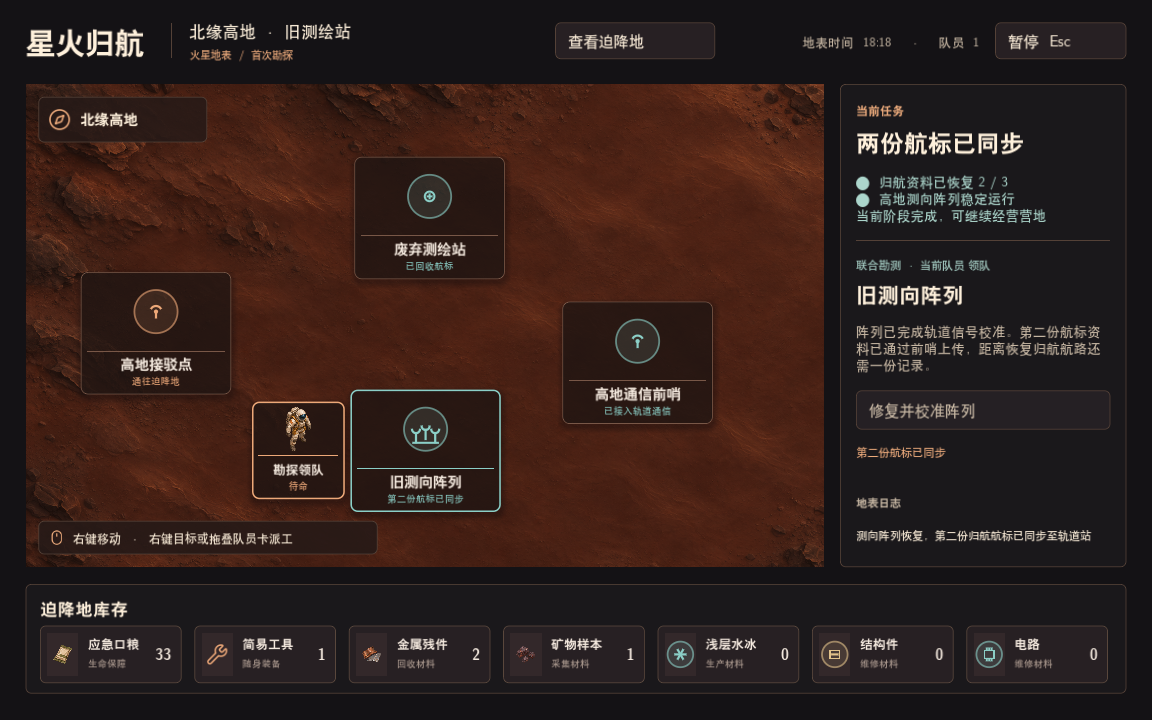 星火归航
北缘高地 · 旧测绘站
火星地表 / 首次勘探
查看迫降地
地表时间 18:18 · 队员 1
暂停 Esc
北缘高地
废弃测绘站
已回收航标
高地接驳点
通往迫降地
高地通信前哨
已接入轨道通信
勘探领队
待命
旧测向阵列
第二份航标已同步
右键移动 · 右键目标或拖叠队员卡派工
当前任务
两份航标已同步
归航资料已恢复 2 / 3
高地测向阵列稳定运行
当前阶段完成，可继续经营营地
联合勘测 · 当前队员 领队
旧测向阵列
阵列已完成轨道信号校准。第二份航标资
料已通过前哨上传，距离恢复归航航路还
需一份记录。
修复并校准阵列
第二份航标已同步
地表日志
测向阵列恢复，第二份归航航标已同步至轨道站
迫降地库存
应急口粮 33
生命保障
简易工具 1
随身装备
金属残件 2
回收材料
矿物样本 1
采集材料
浅层水冰 0
生产材料
结构件 0
维修材料
电路 0
维修材料